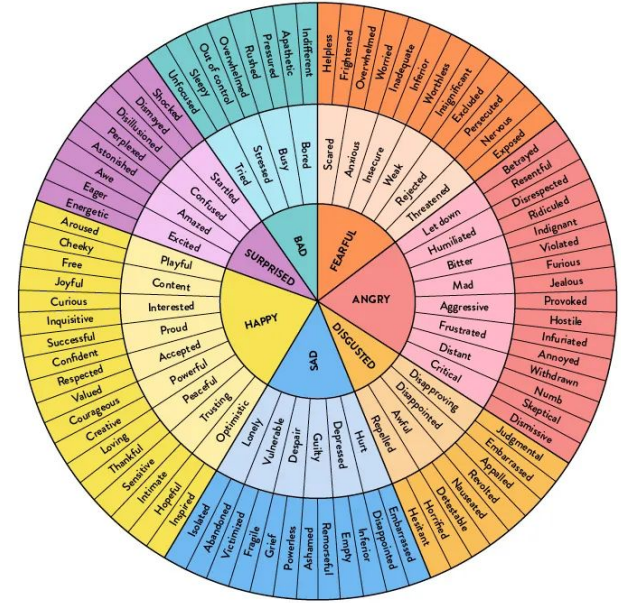 BAD
FEARFUL
ANGRY
DISGUSTED
SAD
HAPPY
SURPRISED
Tried
Stressed
Busy
Bored
Scared
Anxious
Insecure
Weak
Rejected
Threatened
Let down
Humiliated
Bitter
Mad
Aggressive
Frustrated
Distant
Critical
Disapproving
Disappointed
Awful
Repelled
Hurt
Depressed
Guilty
Despair
Vulnerable
Lonely
Optimistic
Trusting
Peaceful
Powerful
Accepted
Proud
Interested
Content
Playful
Excited
Amazed
Confused
Startled
Unfocused
Sleepy
Out of control
Overwhelmed
Rushed
Pressured
Apathetic
Indifferent
Helpless
Frightened
Overwhelmed
Worried
Inadequate
Inferior
Worthless
Insignificant
Excluded
Persecuted
Nervous
Exposed
Betrayed
Resentful
Disrespected
Ridiculed
Indignant
Violated
Furious
Jealous
Provoked
Hostile
Infuriated
Annoyed
Withdrawn
Numb
Skeptical
Dismissive
Judgmental
Embarrassed
Appalled
Revolted
Nauseated
Detestable
Horrified
Hesitant
Embarrassed
Disappointed
Inferior
Empty
Remorseful
Ashamed
Powerless
Grief
Fragile
Victimized
Abandoned
Isolated
Inspired
Hopeful
Intimate
Sensitive
Thankful
Loving
Creative
Courageous
Valued
Respected
Confident
Successful
Inquisitive
Curious
Joyful
Free
Cheeky
Aroused
Energetic
Eager
Awe
Astonished
Perplexed
Disillusioned
Dismayed
Shocked